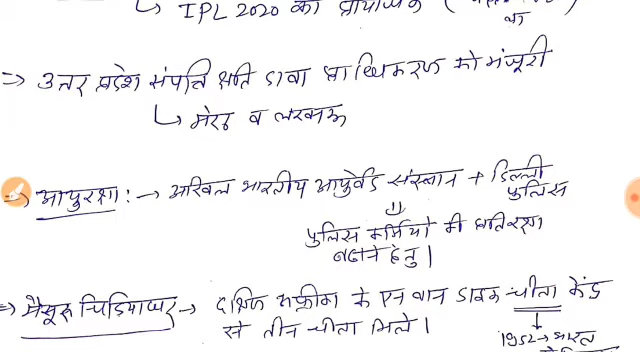 ↳ IPL 2020 का प्रायोजक (
था
⇒ उत्तर प्रदेश संपत्ति क्षति दावा प्राधिकरण को मंजूरी
↳ मेरठ व लखनऊ
⇒ आयुरक्षा :→ अखिल भारतीय आयुर्वेद संस्थान + दिल्ली पुलिस
पुलिस कर्मियों की प्रतिरक्षा
बढाने हेतु।
⇒ मैसूरू चिड़ियाघर → दक्षिण अफ्रीका के एन वान डाइक चीता केंद्र
से तीन चीता मिले।
1952 → भारत